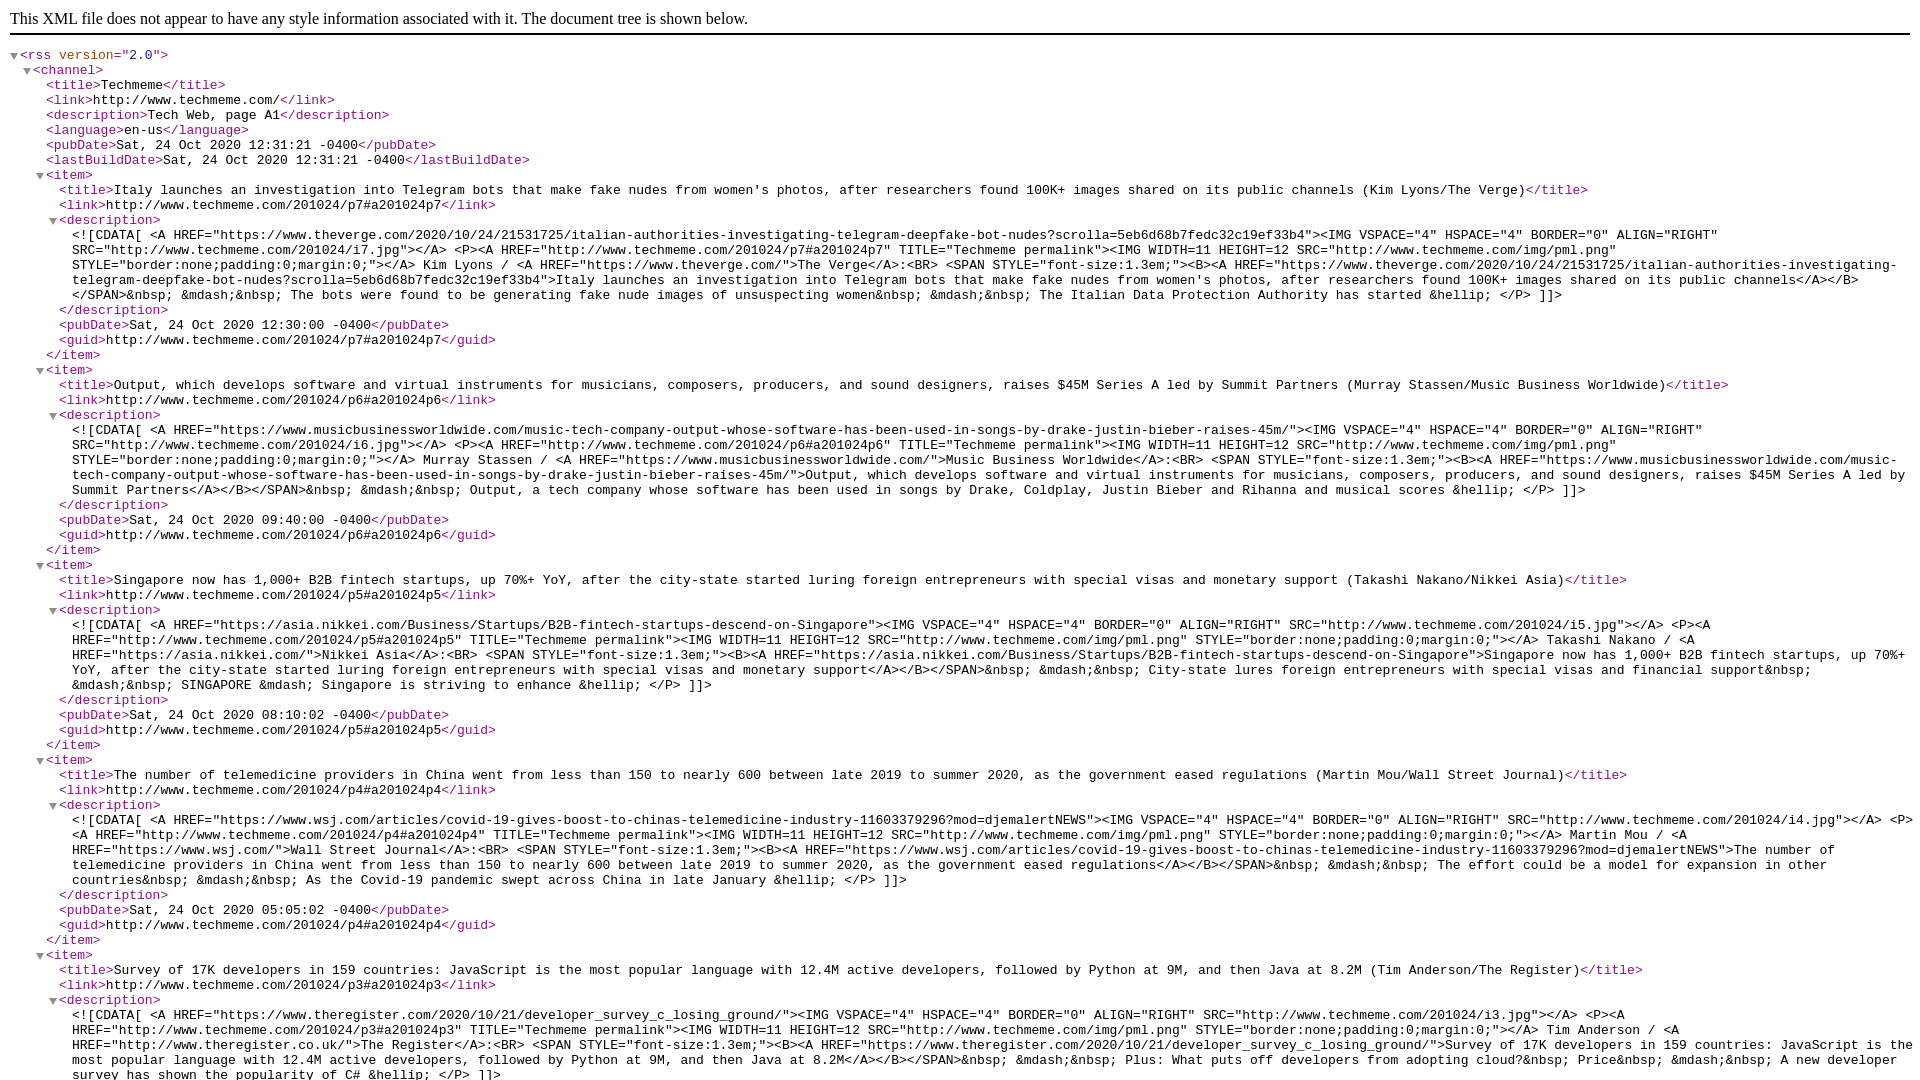 This XML file does not appear to have any style information associated with it. The document tree is shown below.
<rss version="2.0">
<channel>
<title>Techmeme</title>
<link>http://www.techmeme.com/</link>
<description>Tech Web, page A1</description>
<language>en-us</language>
<pubDate>Sat, 24 Oct 2020 12:31:21 -0400</pubDate>
<lastBuildDate>Sat, 24 Oct 2020 12:31:21 -0400</lastBuildDate>
<item>
<title>Italy launches an investigation into Telegram bots that make fake nudes from women's photos, after researchers found 100K+ images shared on its public channels (Kim Lyons/The Verge)</title>
<link>http://www.techmeme.com/201024/p7#a201024p7</link>
<description>
<![CDATA[ <A HREF="https://www.theverge.com/2020/10/24/21531725/italian-authorities-investigating-telegram-deepfake-bot-nudes?scrolla=5eb6d68b7fedc32c19ef33b4"><IMG VSPACE="4" HSPACE="4" BORDER="0" ALIGN="RIGHT"
SRC="http://www.techmeme.com/201024/i7.jpg"></A> <P><A HREF="http://www.techmeme.com/201024/p7#a201024p7" TITLE="Techmeme permalink"><IMG WIDTH=11 HEIGHT=12 SRC="http://www.techmeme.com/img/pml.png"
STYLE="border:none;padding:0;margin:0;"></A> Kim Lyons / <A HREF="https://www.theverge.com/">The Verge</A>:<BR> <SPAN STYLE="font-size:1.3em;"><B><A HREF="https://www.theverge.com/2020/10/24/21531725/italian-authorities-investigating-
telegram-deepfake-bot-nudes?scrolla=5eb6d68b7fedc32c19ef33b4">Italy launches an investigation into Telegram bots that make fake nudes from women's photos, after researchers found 100K+ images shared on its public channels</A></B>
</SPAN>&nbsp; &mdash;&nbsp; The bots were found to be generating fake nude images of unsuspecting women&nbsp; &mdash;&nbsp; The Italian Data Protection Authority has started &hellip; </P> ]]>
</description>
<pubDate>Sat, 24 Oct 2020 12:30:00 -0400</pubDate>
<guid>http://www.techmeme.com/201024/p7#a201024p7</guid>
</item>
<item>
<title>Output, which develops software and virtual instruments for musicians, composers, producers, and sound designers, raises $45M Series A led by Summit Partners (Murray Stassen/Music Business Worldwide)</title>
<link>http://www.techmeme.com/201024/p6#a201024p6</link>
<description>
<![CDATA[ <A HREF="https://www.musicbusinessworldwide.com/music-tech-company-output-whose-software-has-been-used-in-songs-by-drake-justin-bieber-raises-45m/"><IMG VSPACE="4" HSPACE="4" BORDER="0" ALIGN="RIGHT"
SRC="http://www.techmeme.com/201024/i6.jpg"></A> <P><A HREF="http://www.techmeme.com/201024/p6#a201024p6" TITLE="Techmeme permalink"><IMG WIDTH=11 HEIGHT=12 SRC="http://www.techmeme.com/img/pml.png"
STYLE="border:none;padding:0;margin:0;"></A> Murray Stassen / <A HREF="https://www.musicbusinessworldwide.com/">Music Business Worldwide</A>:<BR> <SPAN STYLE="font-size:1.3em;"><B><A HREF="https://www.musicbusinessworldwide.com/music-
tech-company-output-whose-software-has-been-used-in-songs-by-drake-justin-bieber-raises-45m/">Output, which develops software and virtual instruments for musicians, composers, producers, and sound designers, raises $45M Series A led by
Summit Partners</A></B></SPAN>&nbsp; &mdash;&nbsp; Output, a tech company whose software has been used in songs by Drake, Coldplay, Justin Bieber and Rihanna and musical scores &hellip; </P> ]]>
</description>
<pubDate>Sat, 24 Oct 2020 09:40:00 -0400</pubDate>
<guid>http://www.techmeme.com/201024/p6#a201024p6</guid>
</item>
<item>
<title>Singapore now has 1,000+ B2B fintech startups, up 70%+ YoY, after the city-state started luring foreign entrepreneurs with special visas and monetary support (Takashi Nakano/Nikkei Asia)</title>
<link>http://www.techmeme.com/201024/p5#a201024p5</link>
<description>
<![CDATA[ <A HREF="https://asia.nikkei.com/Business/Startups/B2B-fintech-startups-descend-on-Singapore"><IMG VSPACE="4" HSPACE="4" BORDER="0" ALIGN="RIGHT" SRC="http://www.techmeme.com/201024/i5.jpg"></A> <P><A
HREF="http://www.techmeme.com/201024/p5#a201024p5" TITLE="Techmeme permalink"><IMG WIDTH=11 HEIGHT=12 SRC="http://www.techmeme.com/img/pml.png" STYLE="border:none;padding:0;margin:0;"></A> Takashi Nakano / <A
HREF="https://asia.nikkei.com/">Nikkei Asia</A>:<BR> <SPAN STYLE="font-size:1.3em;"><B><A HREF="https://asia.nikkei.com/Business/Startups/B2B-fintech-startups-descend-on-Singapore">Singapore now has 1,000+ B2B fintech startups, up 70%+
YoY, after the city-state started luring foreign entrepreneurs with special visas and monetary support</A></B></SPAN>&nbsp; &mdash;&nbsp; City-state lures foreign entrepreneurs with special visas and financial support&nbsp;
&mdash;&nbsp; SINGAPORE &mdash; Singapore is striving to enhance &hellip; </P> ]]>
</description>
<pubDate>Sat, 24 Oct 2020 08:10:02 -0400</pubDate>
<guid>http://www.techmeme.com/201024/p5#a201024p5</guid>
</item>
<item>
<title>The number of telemedicine providers in China went from less than 150 to nearly 600 between late 2019 to summer 2020, as the government eased regulations (Martin Mou/Wall Street Journal)</title>
<link>http://www.techmeme.com/201024/p4#a201024p4</link>
<description>
<![CDATA[ <A HREF="https://www.wsj.com/articles/covid-19-gives-boost-to-chinas-telemedicine-industry-11603379296?mod=djemalertNEWS"><IMG VSPACE="4" HSPACE="4" BORDER="0" ALIGN="RIGHT" SRC="http://www.techmeme.com/201024/i4.jpg"></A> <P>
<A HREF="http://www.techmeme.com/201024/p4#a201024p4" TITLE="Techmeme permalink"><IMG WIDTH=11 HEIGHT=12 SRC="http://www.techmeme.com/img/pml.png" STYLE="border:none;padding:0;margin:0;"></A> Martin Mou / <A
HREF="https://www.wsj.com/">Wall Street Journal</A>:<BR> <SPAN STYLE="font-size:1.3em;"><B><A HREF="https://www.wsj.com/articles/covid-19-gives-boost-to-chinas-telemedicine-industry-11603379296?mod=djemalertNEWS">The number of
telemedicine providers in China went from less than 150 to nearly 600 between late 2019 to summer 2020, as the government eased regulations</A></B></SPAN>&nbsp; &mdash;&nbsp; The effort could be a model for expansion in other
countries&nbsp; &mdash;&nbsp; As the Covid-19 pandemic swept across China in late January &hellip; </P> ]]>
</description>
<pubDate>Sat, 24 Oct 2020 05:05:02 -0400</pubDate>
<guid>http://www.techmeme.com/201024/p4#a201024p4</guid>
</item>
<item>
<title>Survey of 17K developers in 159 countries: JavaScript is the most popular language with 12.4M active developers, followed by Python at 9M, and then Java at 8.2M (Tim Anderson/The Register)</title>
<link>http://www.techmeme.com/201024/p3#a201024p3</link>
<description>
<![CDATA[ <A HREF="https://www.theregister.com/2020/10/21/developer_survey_c_losing_ground/"><IMG VSPACE="4" HSPACE="4" BORDER="0" ALIGN="RIGHT" SRC="http://www.techmeme.com/201024/i3.jpg"></A> <P><A
HREF="http://www.techmeme.com/201024/p3#a201024p3" TITLE="Techmeme permalink"><IMG WIDTH=11 HEIGHT=12 SRC="http://www.techmeme.com/img/pml.png" STYLE="border:none;padding:0;margin:0;"></A> Tim Anderson / <A
HREF="http://www.theregister.co.uk/">The Register</A>:<BR> <SPAN STYLE="font-size:1.3em;"><B><A HREF="https://www.theregister.com/2020/10/21/developer_survey_c_losing_ground/">Survey of 17K developers in 159 countries: JavaScript is the
most popular language with 12.4M active developers, followed by Python at 9M, and then Java at 8.2M</A></B></SPAN>&nbsp; &mdash;&nbsp; Plus: What puts off developers from adopting cloud?&nbsp; Price&nbsp; &mdash;&nbsp; A new developer
survey has shown the popularity of C# &hellip; </P> ]]>